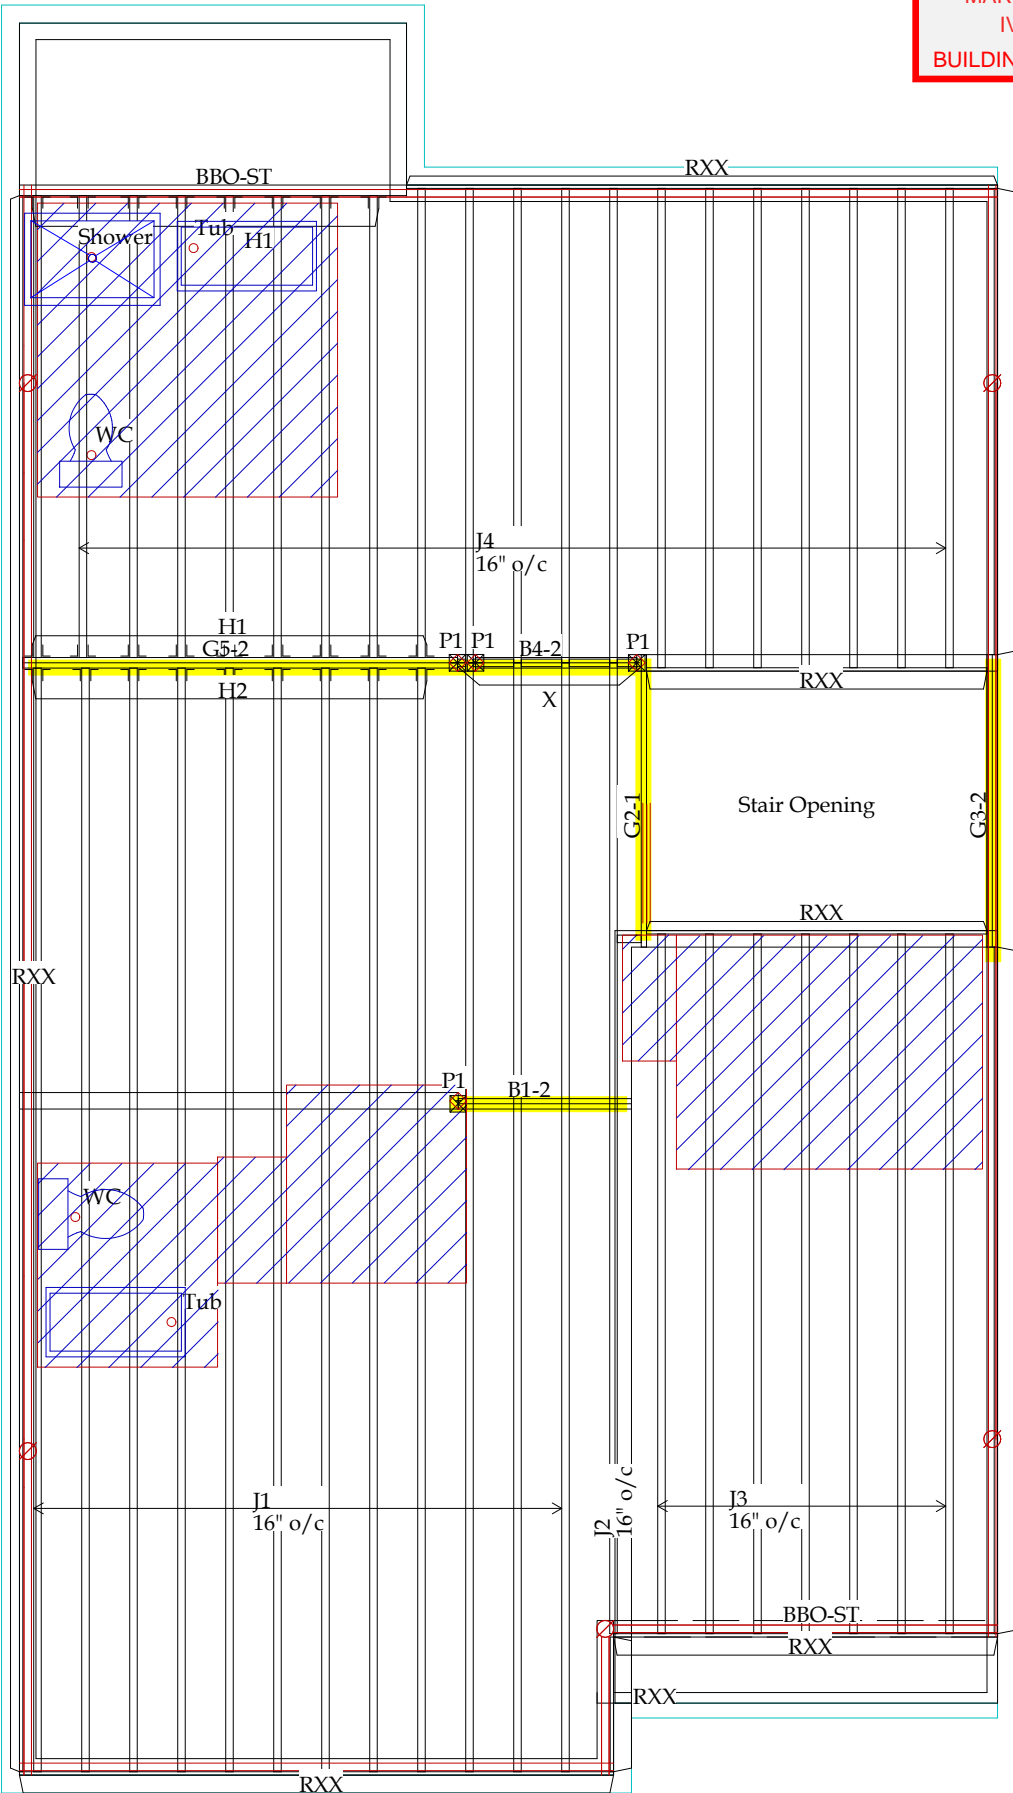 BUILDIN
RXX
BBO-ST
Shower
Tub
H1
WC
J4
16" o/c
H1
G5-2
P1
P1
B4-2
P1
H2
X
RXX
G2-1
Stair Opening
G3-2
RXX
RXX
P1
B1-2
WC
Tub
J1
16" o/c
J2
16" o/c
J3
16" o/c
BBO-ST
RXX
RXX
RXX